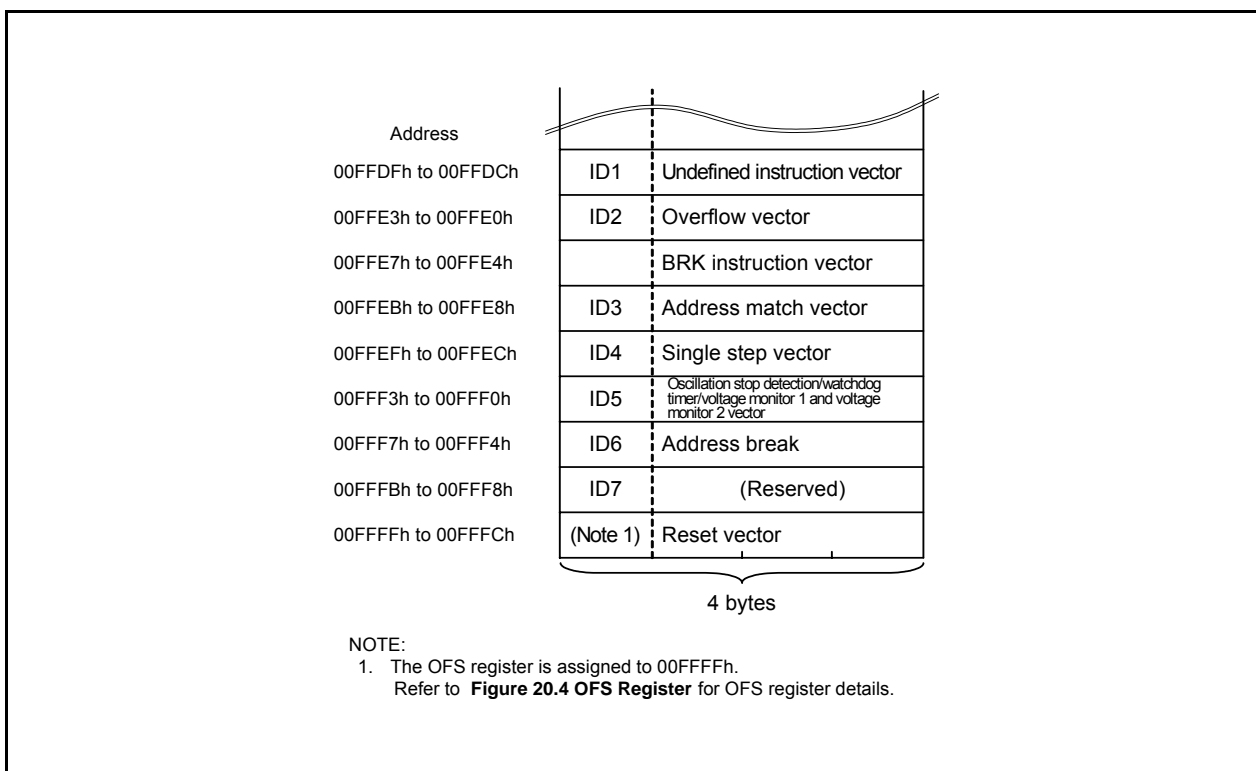 Address
00FFDFh to 00FFDCh ID1 Undefined instruction vector
00FFE3h to 00FFE0h ID2 Overflow vector
00FFE7h to 00FFE4h BRK instruction vector
00FFEBh to 00FFE8h ID3 Address match vector
00FFEFh to 00FFECh ID4 Single step vector
00FFF3h to 00FFF0h ID5 Oscillation stop detection/watchdog
timer/voltage monitor 1 and voltage
monitor 2 vector
00FFF7h to 00FFF4h ID6 Address break
00FFFBh to 00FFF8h ID7 (Reserved)
00FFFFh to 00FFFCh (Note 1) Reset vector
4 bytes
NOTE:
1. The OFS register is assigned to 00FFFFh.
Refer to Figure 20.4 OFS Register for OFS register details.